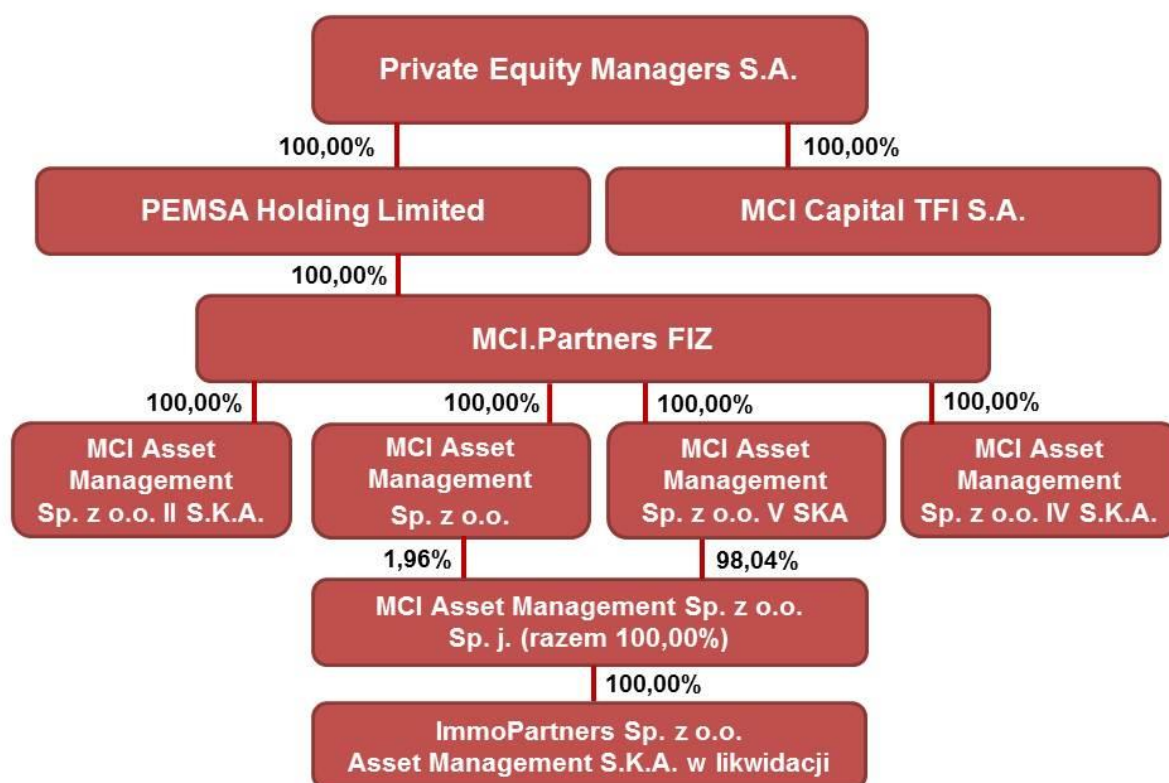 Private Equity Managers S.A.
100,00%
100,00%
PEMSA Holding Limited
MCI Capital TFI S.A.
100,00%
MCI.Partners FIZ
100,00%
100,00%
100,00%
100,00%
MCI Asset
Management
Sp. z o.o. II S.K.A.
MCI Asset
Management
Sp. z o.o.
MCI Asset
Management
Sp. z o.o. V SKA
MCI Asset
Management
Sp. z o.o. IV S.K.A.
1,96%
98,04%
MCI Asset Management Sp. z o.o.
Sp. j. (razem 100,00%)
100,00%
ImmoPartners Sp. z o.o.
Asset Management S.K.A. w likwidacji